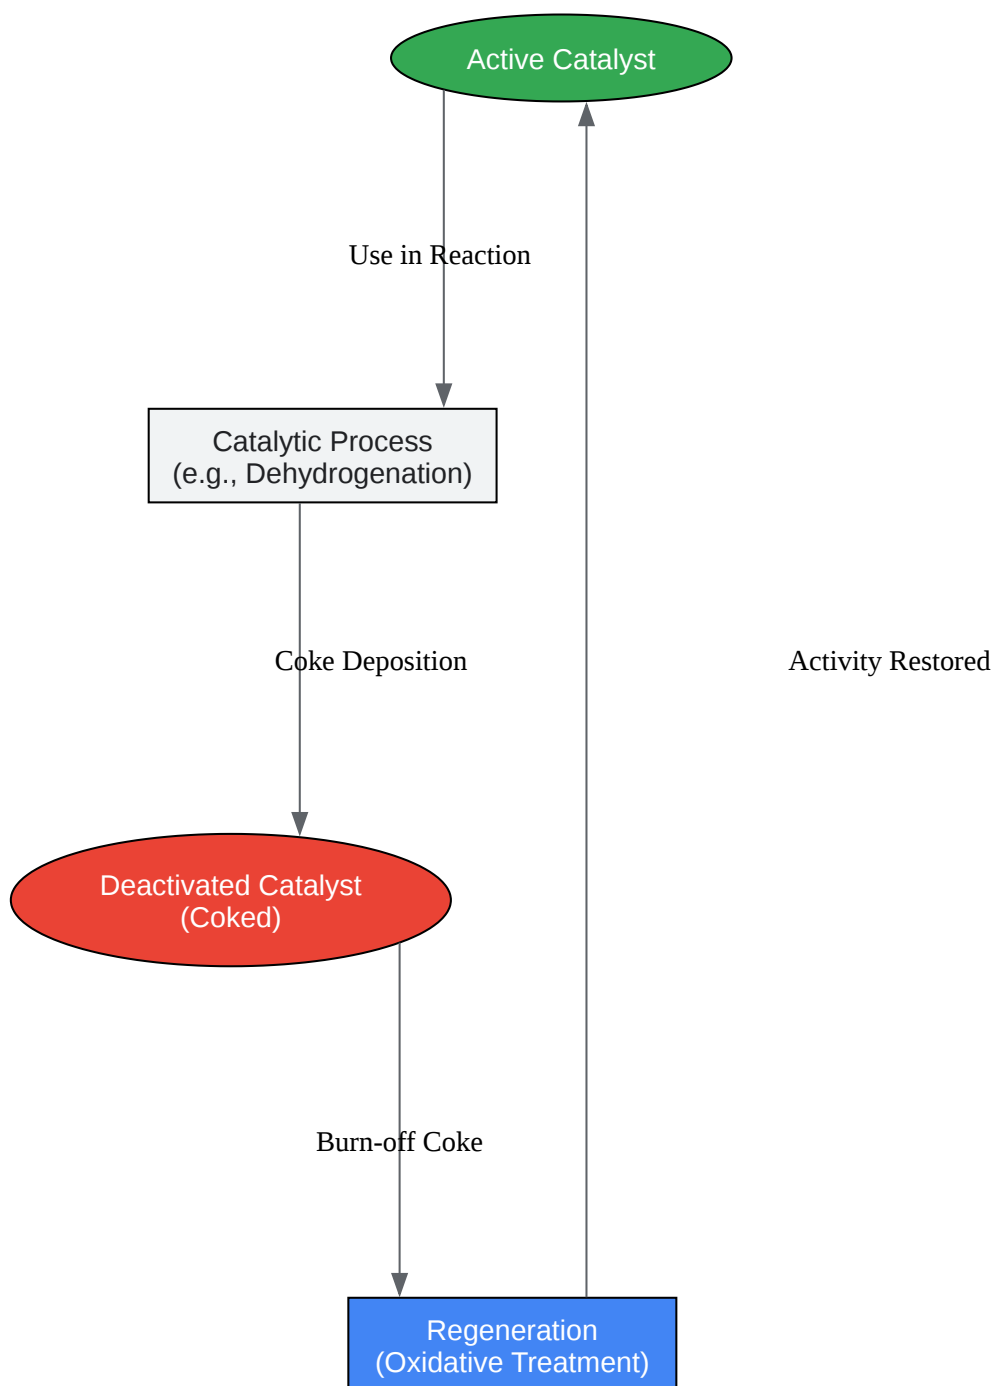 Active Catalyst
Use in Reaction
Catalytic Process
(e.g., Dehydrogenation)
Coke Deposition
Activity Restored
Deactivated Catalyst
(Coked)
Burn-off Coke
Regeneration
(Oxidative Treatment)